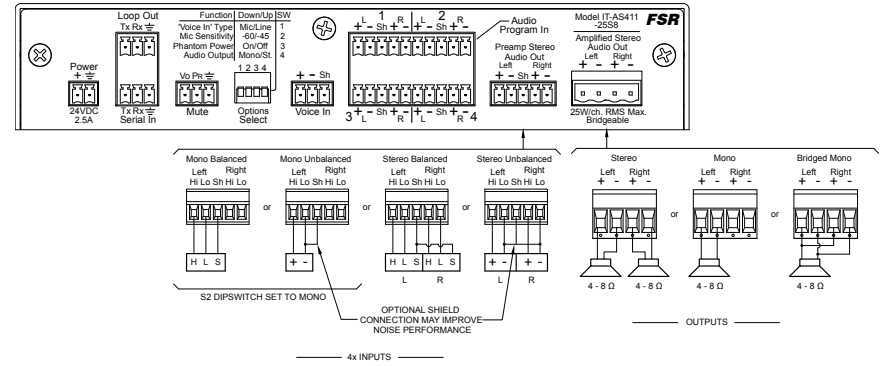 Loop Out
Tx Rx
Function Down/Up SW
"Voice In" Type Mic/Line 1
Mic Sensitivity -60/-45 2
Phantom Power On/Off 3
Audio Output Mono/St. 4
1 2 3 4
1 2
+ - Sh + - + - Sh + -
L R L R
Audio
Program In
Model IT-AS411
-25S8
FSR
Power
+
24VDC
2.5A
Tx Rx
Serial In
Vo PR
Mute
Options
Select
+ - Sh
Voice In
3 + - Sh + - + - Sh + - 4
L R L R
Preamp Stereo
Audio Out
Left Right
+ - Sh + -
Amplified Stereo
Audio Out
Left Right
+ - + -
25W/ch. RMS Max.
Bridgeable
Mono Balanced
Left Right
Hi Lo Sh Hi Lo
or
Mono Unbalanced
Left Right
Hi Lo Sh Hi Lo
or
Stereo Balanced
Left Right
Hi Lo Sh Hi Lo
or
Stereo Unbalanced
Left Right
Hi Lo Sh Hi Lo
H L S
+ -
H L S H L S
L R
+ - + -
L R
S2 DIPSWITCH SET TO MONO
OPTIONAL SHIELD
CONNECTION MAY IMPROVE
NOISE PERFORMANCE
4x INPUTS
Stereo
Left Right
+ - + -
or
Mono
Left Right
+ - + -
or
Bridged Mono
Left Right
+ - + -
4 - 8 Ω
4 - 8 Ω
4 - 8 Ω
4 - 8 Ω
OUTPUTS